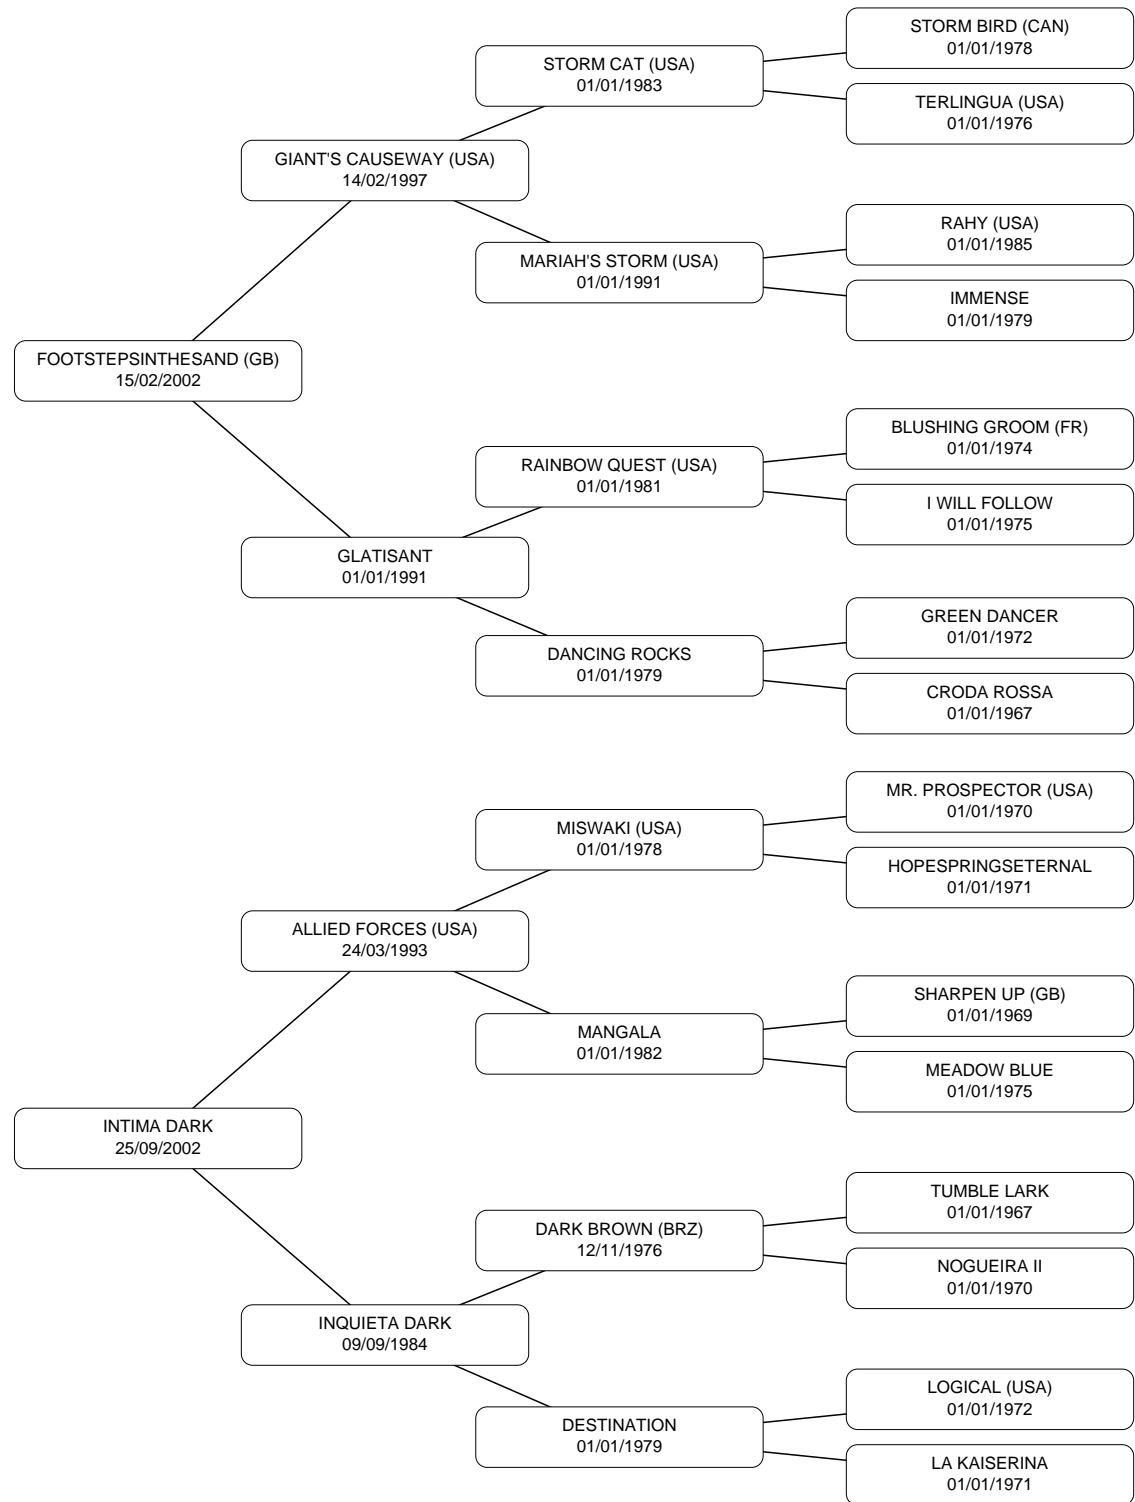 STORM BIRD (CAN)
01/01/1978
STORM CAT (USA)
01/01/1983
TERLINGUA (USA)
01/01/1976
GIANT'S CAUSEWAY (USA)
14/02/1997
RAHY (USA)
01/01/1985
MARIAH'S STORM (USA)
01/01/1991
IMMENSE
01/01/1979
FOOTSTEPSINTHESAND (GB)
15/02/2002
BLUSHING GROOM (FR)
01/01/1974
RAINBOW QUEST (USA)
01/01/1981
I WILL FOLLOW
01/01/1975
GLATISANT
01/01/1991
GREEN DANCER
01/01/1972
DANCING ROCKS
01/01/1979
CRODA ROSSA
01/01/1967
MR. PROSPECTOR (USA)
01/01/1970
MISWAKI (USA)
01/01/1978
HOPESPRINGSETERNAL
01/01/1971
ALLIED FORCES (USA)
24/03/1993
SHARPEN UP (GB)
01/01/1969
MANGALA
01/01/1982
MEADOW BLUE
01/01/1975
INTIMA DARK
25/09/2002
TUMBLE LARK
01/01/1967
DARK BROWN (BRZ)
12/11/1976
NOGUEIRA II
01/01/1970
INQUIETA DARK
09/09/1984
LOGICAL (USA)
01/01/1972
DESTINATION
01/01/1979
LA KAISERINA
01/01/1971